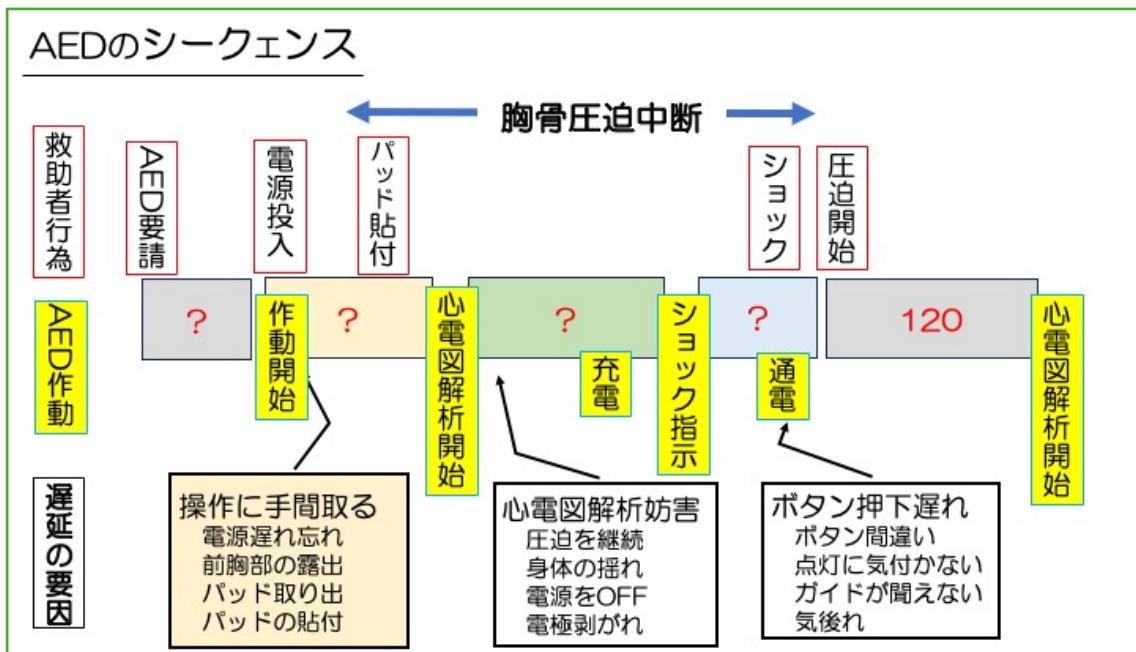 AEDのシークェンス
胸骨圧迫中断
救助者行為
AED要請
電源投入
パッド貼付
ショック
圧迫開始
?
?
?
?
120
AED作動
作動開始
心電図解析開始
充電
ショック指示
通電
心電図解析開始
遅延の要因
操作に手間取る
電源遅れ忘れ
前胸部の露出
パッド取り出
パッドの貼付
心電図解析妨害
圧迫を継続
身体の揺れ
電源をOFF
電極剥がれ
ボタン押下遅れ
ボタン間違い
点灯に気付かない
ガイドが聞えない
気後れ